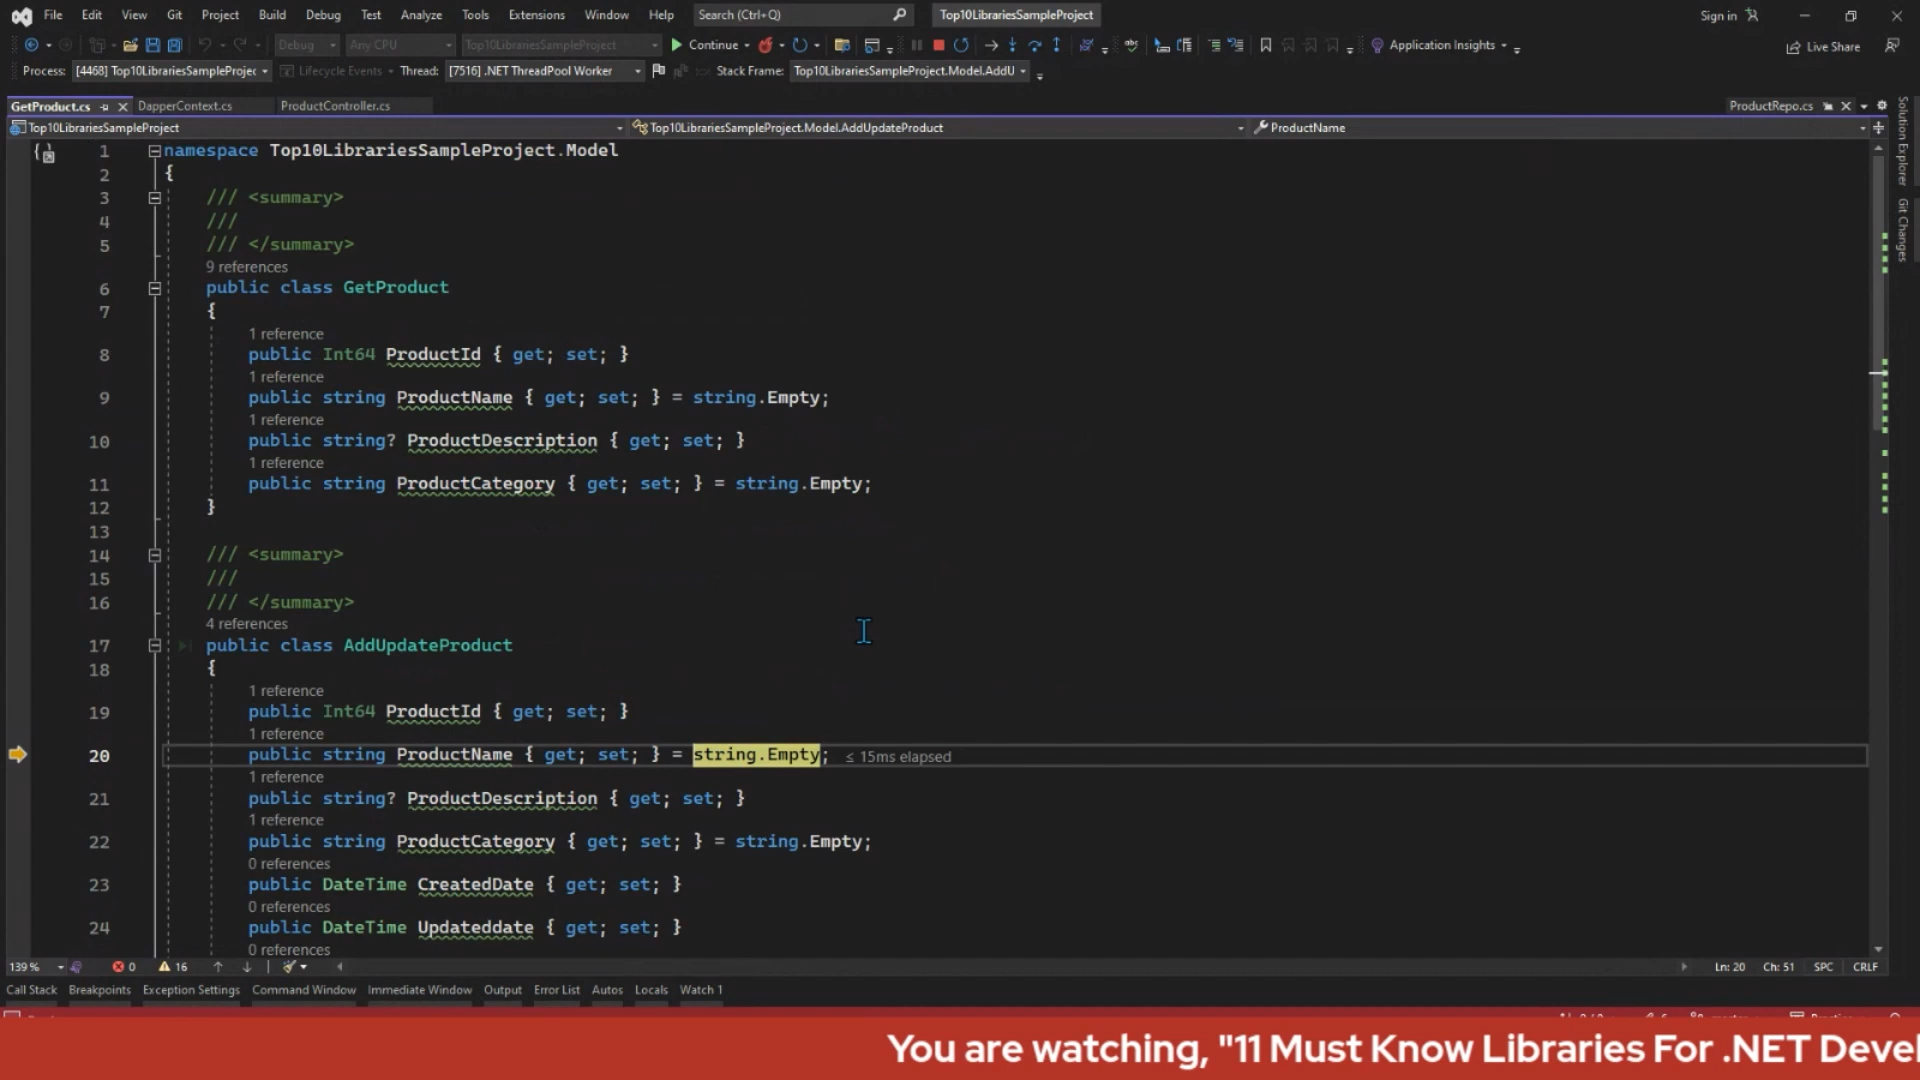 File Edit View Git Project Build Debug Test Analyze Tools Extensions Window Help Search (Ctrl+Q) Top10LibrariesSampleProject Sign in
Debug Any CPU Top10LibrariesSampleProject Continue Application Insights Live Share
Process: [4468] Top10LibrariesSampleProjec Lifecycle Events Thread: [7516] .NET ThreadPool Worker Stack Frame: Top10LibrariesSampleProject.Model.AddU
GetProduct.cs DapperContext.cs ProductController.cs ProductRepo.cs
Top10LibrariesSampleProject Top10LibrariesSampleProject.Model.AddUpdateProduct ProductName
1 namespace Top10LibrariesSampleProject.Model
2 {
3 /// <summary>
4 ///
5 /// </summary>
9 references
6 public class GetProduct
7 {
1 reference
8 public Int64 ProductId { get; set; }
1 reference
9 public string ProductName { get; set; } = string.Empty;
1 reference
10 public string? ProductDescription { get; set; }
1 reference
11 public string ProductCategory { get; set; } = string.Empty;
12 }
13
14 /// <summary>
15 ///
16 /// </summary>
4 references
17 public class AddUpdateProduct
18 {
1 reference
19 public Int64 ProductId { get; set; }
1 reference
20 public string ProductName { get; set; } = string.Empty; ≤ 15ms elapsed
1 reference
21 public string? ProductDescription { get; set; }
1 reference
22 public string ProductCategory { get; set; } = string.Empty;
0 references
23 public DateTime CreatedDate { get; set; }
0 references
24 public DateTime Updateddate { get; set; }
0 references
139 % 0 16 Ln: 20 Ch: 51 SPC CRLF
Call Stack Breakpoints Exception Settings Command Window Immediate Window Output Error List Autos Locals Watch 1
Solution Explorer
Git Changes
You are watching, "11 Must Know Libraries For .NET Devel